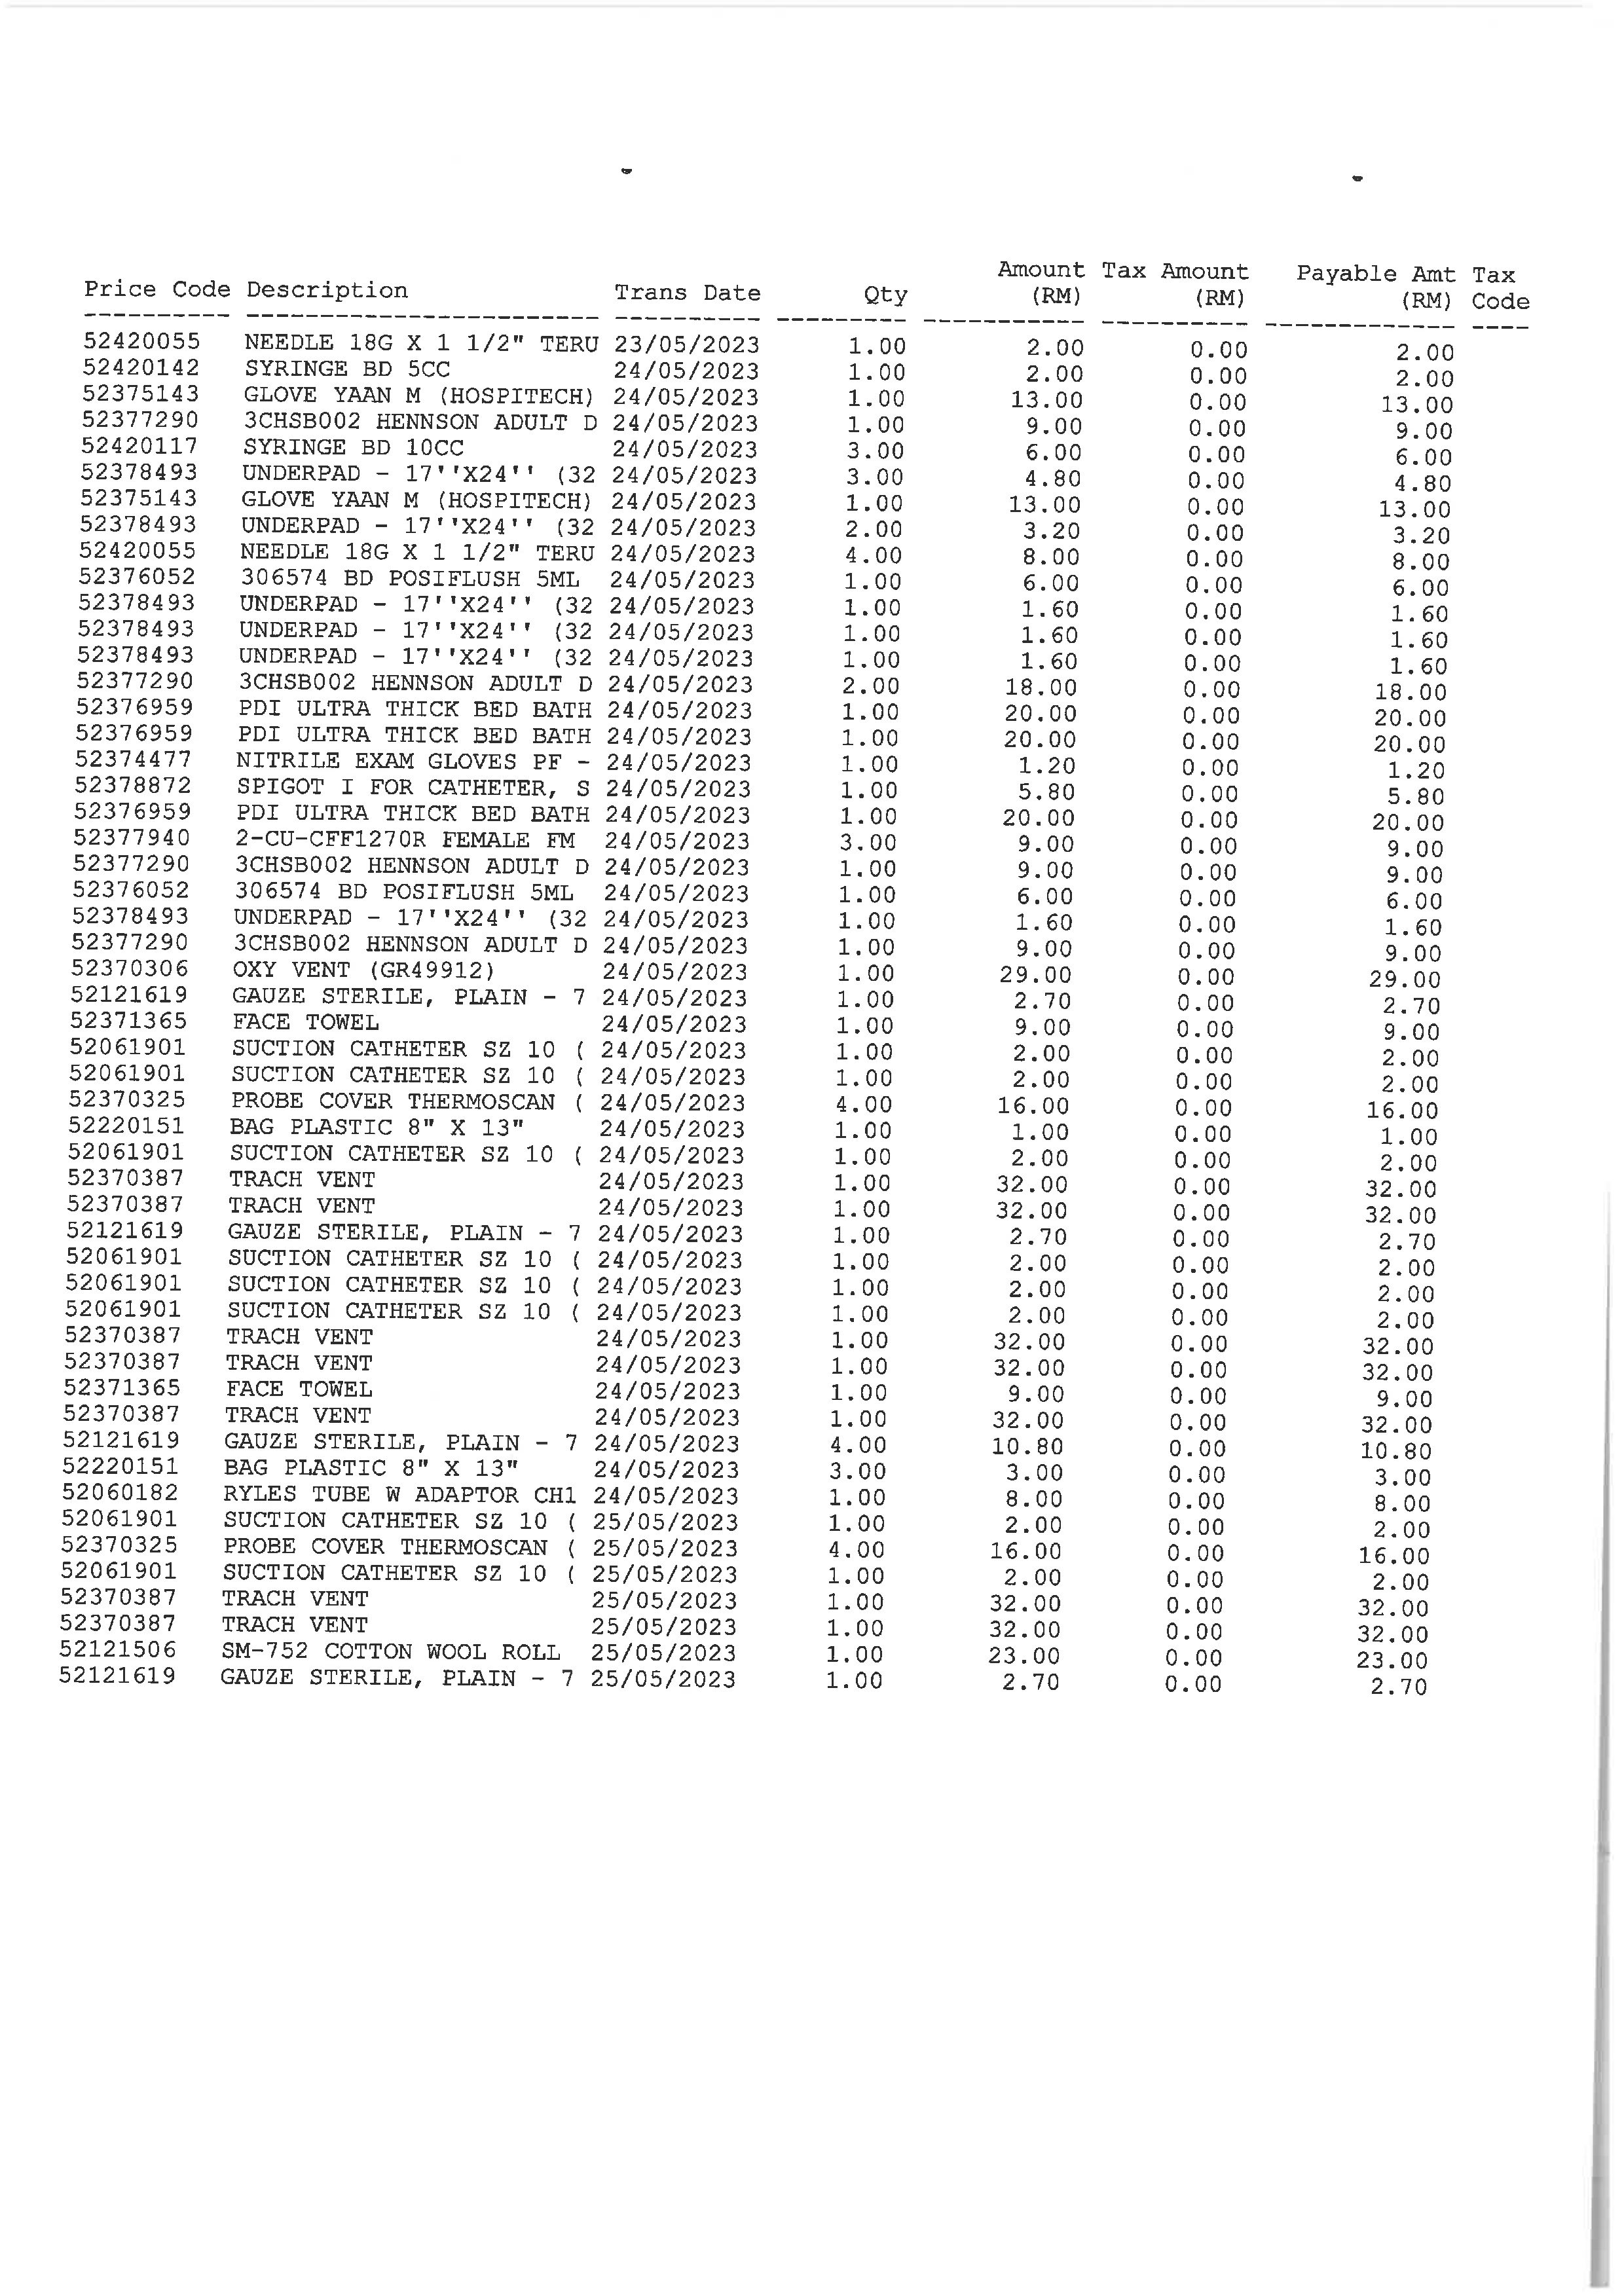 Price Code Description Trans Date Qty Amount (RM) Tax Amount (RM) Payable Amt (RM) Tax Code
52420055 NEEDLE 18G X 1 1/2" TERU 23/05/2023 1.00 2.00 0.00 2.00
52420142 SYRINGE BD 5CC 24/05/2023 1.00 2.00 0.00 2.00
52375143 GLOVE YAAN M (HOSPITECH) 24/05/2023 1.00 13.00 0.00 13.00
52377290 3CHSB002 HENNSON ADULT D 24/05/2023 1.00 9.00 0.00 9.00
52420117 SYRINGE BD 10CC 24/05/2023 3.00 6.00 0.00 6.00
52378493 UNDERPAD - 17''X24'' (32 24/05/2023 3.00 4.80 0.00 4.80
52375143 GLOVE YAAN M (HOSPITECH) 24/05/2023 1.00 13.00 0.00 13.00
52378493 UNDERPAD - 17''X24'' (32 24/05/2023 2.00 3.20 0.00 3.20
52420055 NEEDLE 18G X 1 1/2" TERU 24/05/2023 4.00 8.00 0.00 8.00
52376052 306574 BD POSIFLUSH 5ML 24/05/2023 1.00 6.00 0.00 6.00
52378493 UNDERPAD - 17''X24'' (32 24/05/2023 1.00 1.60 0.00 1.60
52378493 UNDERPAD - 17''X24'' (32 24/05/2023 1.00 1.60 0.00 1.60
52378493 UNDERPAD - 17''X24'' (32 24/05/2023 1.00 1.60 0.00 1.60
52377290 3CHSB002 HENNSON ADULT D 24/05/2023 2.00 18.00 0.00 18.00
52376959 PDI ULTRA THICK BED BATH 24/05/2023 1.00 20.00 0.00 20.00
52376959 PDI ULTRA THICK BED BATH 24/05/2023 1.00 20.00 0.00 20.00
52374477 NITRILE EXAM GLOVES PF - 24/05/2023 1.00 1.20 0.00 1.20
52378872 SPIGOT I FOR CATHETER, S 24/05/2023 1.00 5.80 0.00 5.80
52376959 PDI ULTRA THICK BED BATH 24/05/2023 1.00 20.00 0.00 20.00
52377940 2-CU-CFF1270R FEMALE FM 24/05/2023 3.00 9.00 0.00 9.00
52377290 3CHSB002 HENNSON ADULT D 24/05/2023 1.00 9.00 0.00 9.00
52376052 306574 BD POSIFLUSH 5ML 24/05/2023 1.00 6.00 0.00 6.00
52378493 UNDERPAD - 17''X24'' (32 24/05/2023 1.00 1.60 0.00 1.60
52377290 3CHSB002 HENNSON ADULT D 24/05/2023 1.00 9.00 0.00 9.00
52370306 OXY VENT (GR49912) 24/05/2023 1.00 29.00 0.00 29.00
52121619 GAUZE STERILE, PLAIN - 7 24/05/2023 1.00 2.70 0.00 2.70
52371365 FACE TOWEL 24/05/2023 1.00 9.00 0.00 9.00
52061901 SUCTION CATHETER SZ 10 ( 24/05/2023 1.00 2.00 0.00 2.00
52061901 SUCTION CATHETER SZ 10 ( 24/05/2023 1.00 2.00 0.00 2.00
52370325 PROBE COVER THERMOSCAN ( 24/05/2023 4.00 16.00 0.00 16.00
52220151 BAG PLASTIC 8" X 13" 24/05/2023 1.00 1.00 0.00 1.00
52061901 SUCTION CATHETER SZ 10 ( 24/05/2023 1.00 2.00 0.00 2.00
52370387 TRACH VENT 24/05/2023 1.00 32.00 0.00 32.00
52370387 TRACH VENT 24/05/2023 1.00 32.00 0.00 32.00
52121619 GAUZE STERILE, PLAIN - 7 24/05/2023 1.00 2.70 0.00 2.70
52061901 SUCTION CATHETER SZ 10 ( 24/05/2023 1.00 2.00 0.00 2.00
52061901 SUCTION CATHETER SZ 10 ( 24/05/2023 1.00 2.00 0.00 2.00
52061901 SUCTION CATHETER SZ 10 ( 24/05/2023 1.00 2.00 0.00 2.00
52370387 TRACH VENT 24/05/2023 1.00 32.00 0.00 32.00
52370387 TRACH VENT 24/05/2023 1.00 32.00 0.00 32.00
52371365 FACE TOWEL 24/05/2023 1.00 9.00 0.00 9.00
52370387 TRACH VENT 24/05/2023 1.00 32.00 0.00 32.00
52121619 GAUZE STERILE, PLAIN - 7 24/05/2023 4.00 10.80 0.00 10.80
52220151 BAG PLASTIC 8" X 13" 24/05/2023 3.00 3.00 0.00 3.00
52060182 RYLES TUBE W ADAPTOR CH1 24/05/2023 1.00 8.00 0.00 8.00
52061901 SUCTION CATHETER SZ 10 ( 25/05/2023 1.00 2.00 0.00 2.00
52370325 PROBE COVER THERMOSCAN ( 25/05/2023 4.00 16.00 0.00 16.00
52061901 SUCTION CATHETER SZ 10 ( 25/05/2023 1.00 2.00 0.00 2.00
52370387 TRACH VENT 25/05/2023 1.00 32.00 0.00 32.00
52370387 TRACH VENT 25/05/2023 1.00 32.00 0.00 32.00
52121506 SM-752 COTTON WOOL ROLL 25/05/2023 1.00 23.00 0.00 23.00
52121619 GAUZE STERILE, PLAIN - 7 25/05/2023 1.00 2.70 0.00 2.70